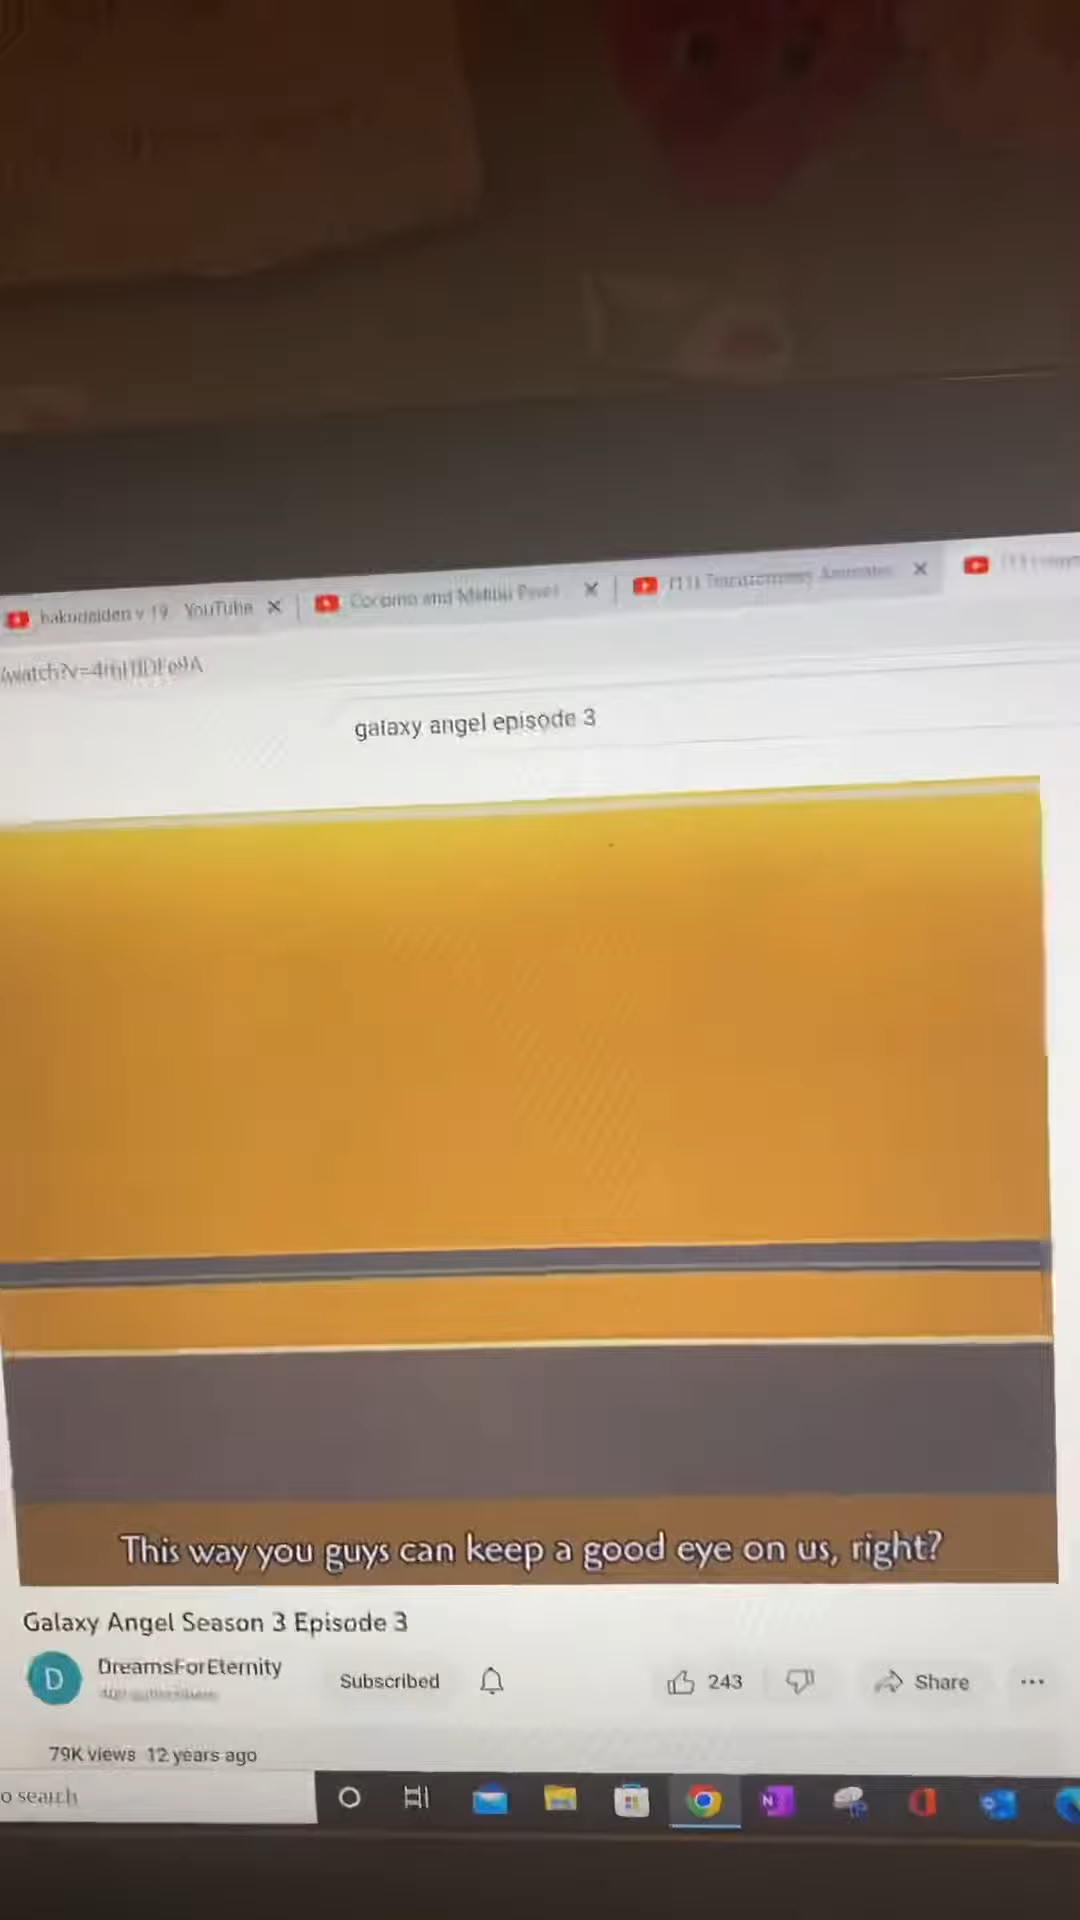 YouTube
and
galaxy angel episode 3
This way you guys can keep a good eye on us, right?
Galaxy Angel Season 3 Episode 3
D
DreamsForEternity
Subscribed
243
Share
79K views 12 years ago
o search
N